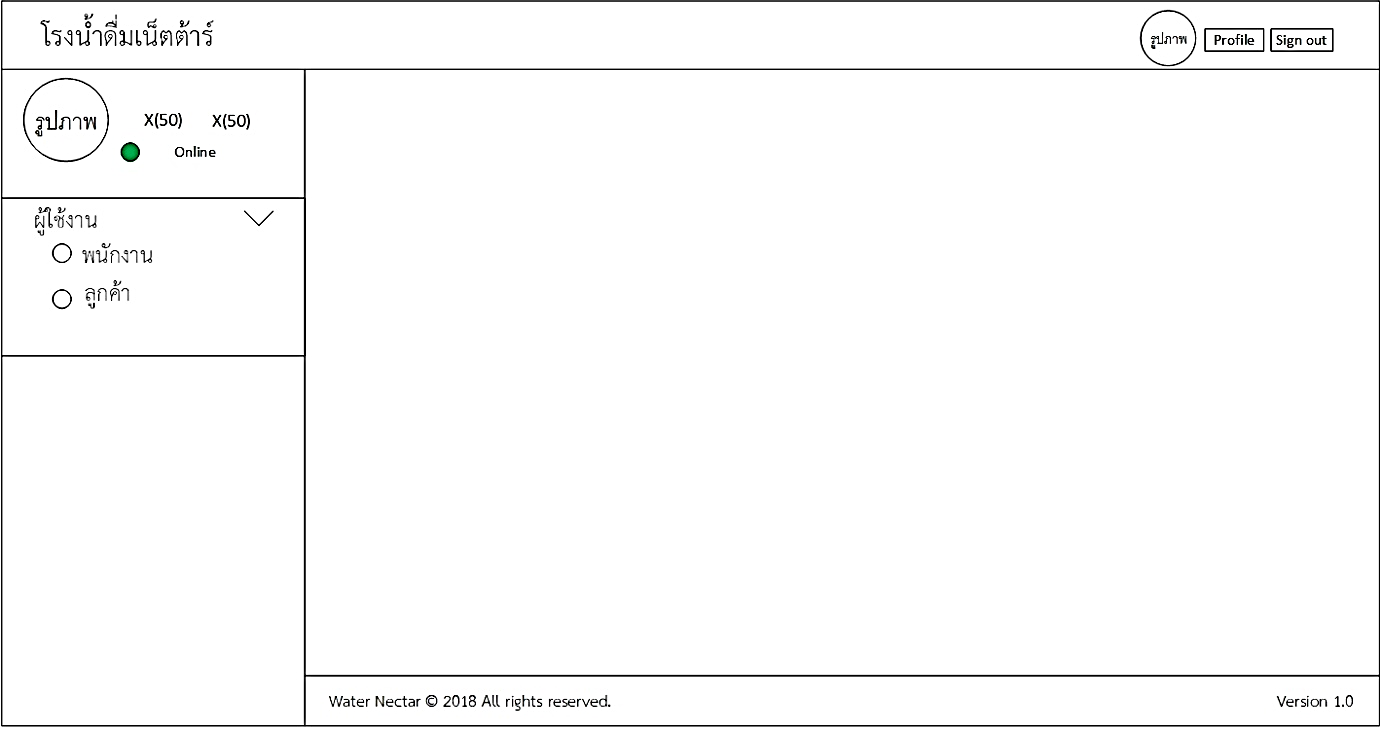 โรงน้ำดื่มเน็ตต้าร์
รูปภาพ Profile Sign out
รูปภาพ X(50) X(50)
Online
ผู้ใช้งาน
พนักงาน
ลูกค้า
Water Nectar © 2018 All rights reserved. Version 1.0